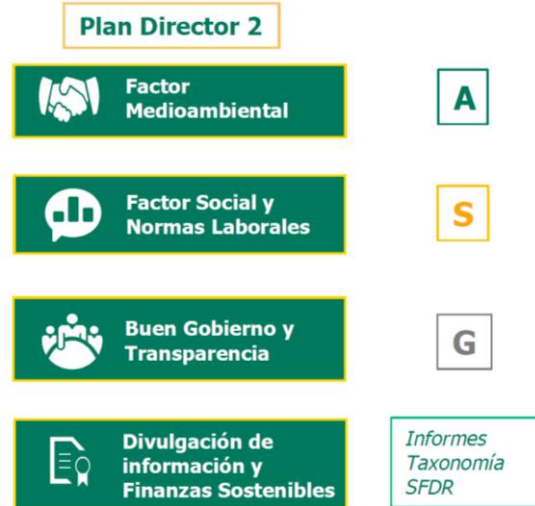 Plan Director 2
Factor
Medioambiental
A
Factor Social y
Normas Laborales
S
Buen Gobierno y
Transparencia
G
Divulgación de
información y
Finanzas Sostenibles
Informes
Taxonomía
SFDR